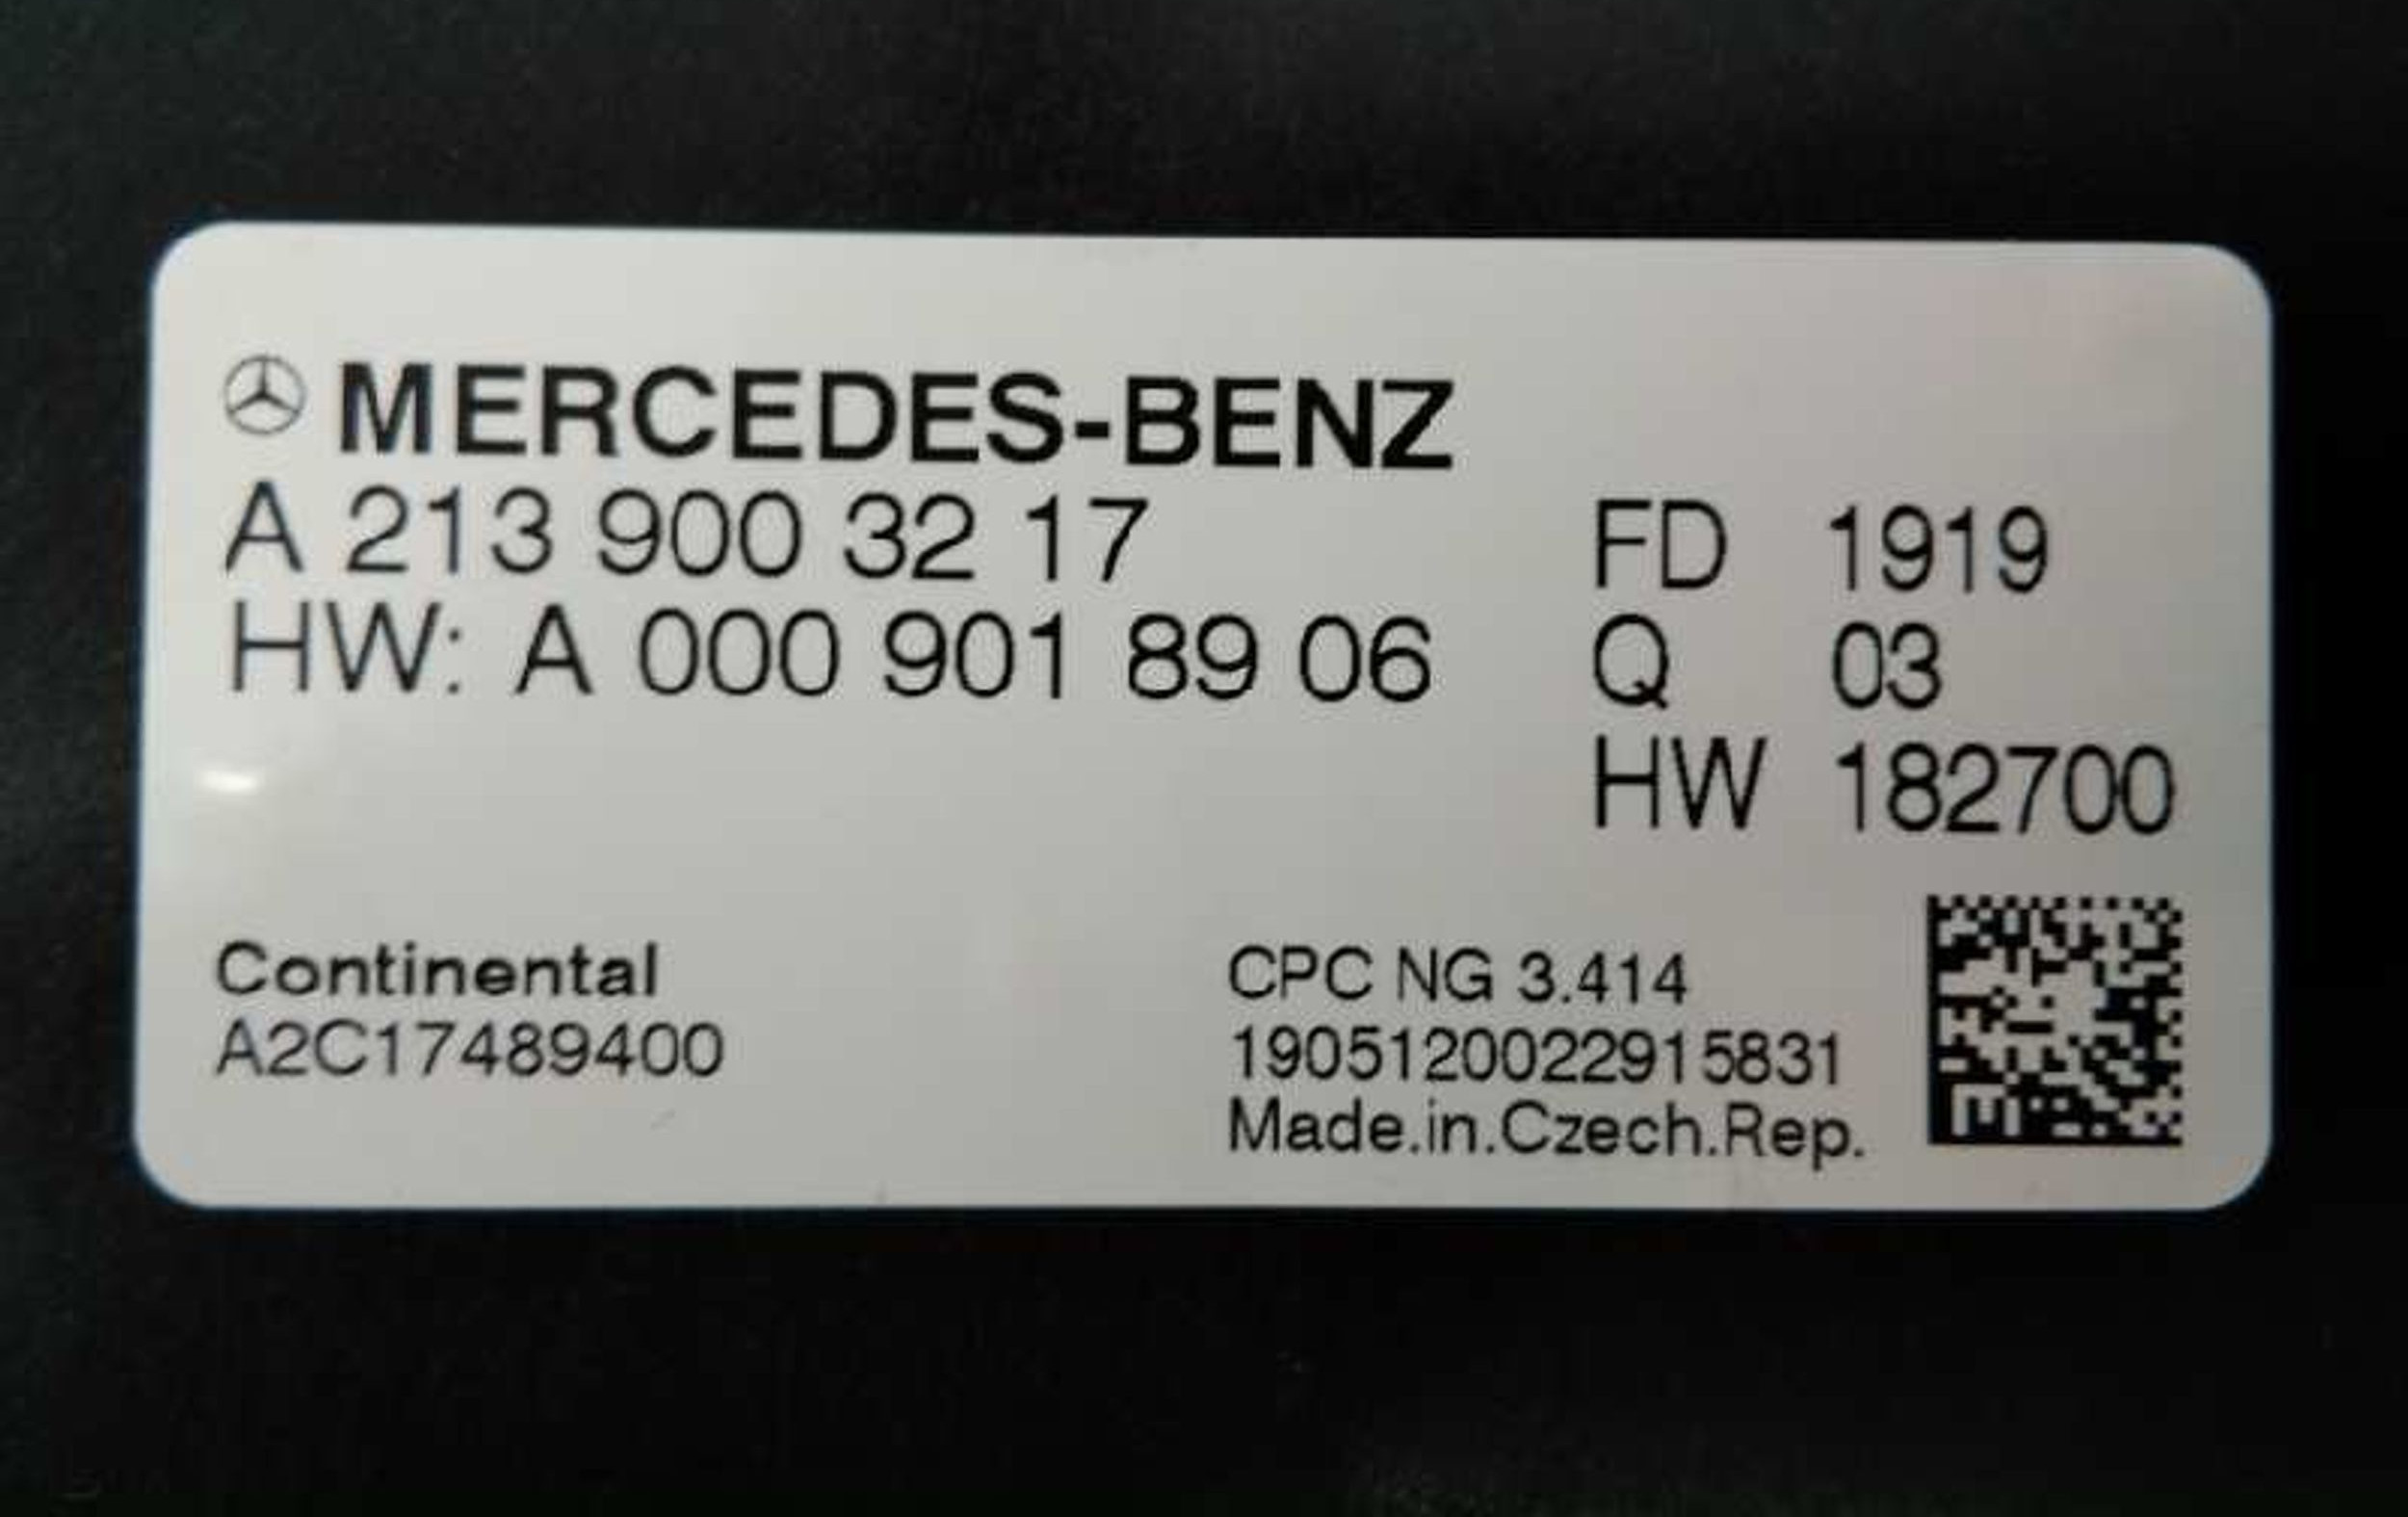 MERCEDES-BENZ
A 213 900 32 17
HW: A 000 901 89 06
FD 1919
Q 03
HW 182700
Continental
A2C17489400
CPC NG 3.414
1905120022915831
Made.in.Czech.Rep.